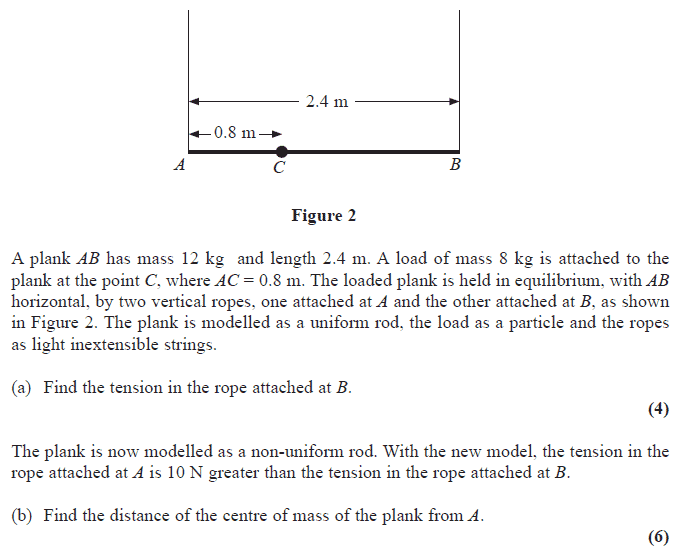 2.4 m
0.8 m
A
C
B
Figure 2
A plank AB has mass 12 kg and length 2.4 m. A load of mass 8 kg is attached to the
plank at the point C, where AC = 0.8 m. The loaded plank is held in equilibrium, with AB
horizontal, by two vertical ropes, one attached at A and the other attached at B, as shown
in Figure 2. The plank is modelled as a uniform rod, the load as a particle and the ropes
as light inextensible strings.
(a) Find the tension in the rope attached at B.
(4)
The plank is now modelled as a non-uniform rod. With the new model, the tension in the
rope attached at A is 10 N greater than the tension in the rope attached at B.
(b) Find the distance of the centre of mass of the plank from A.
(6)